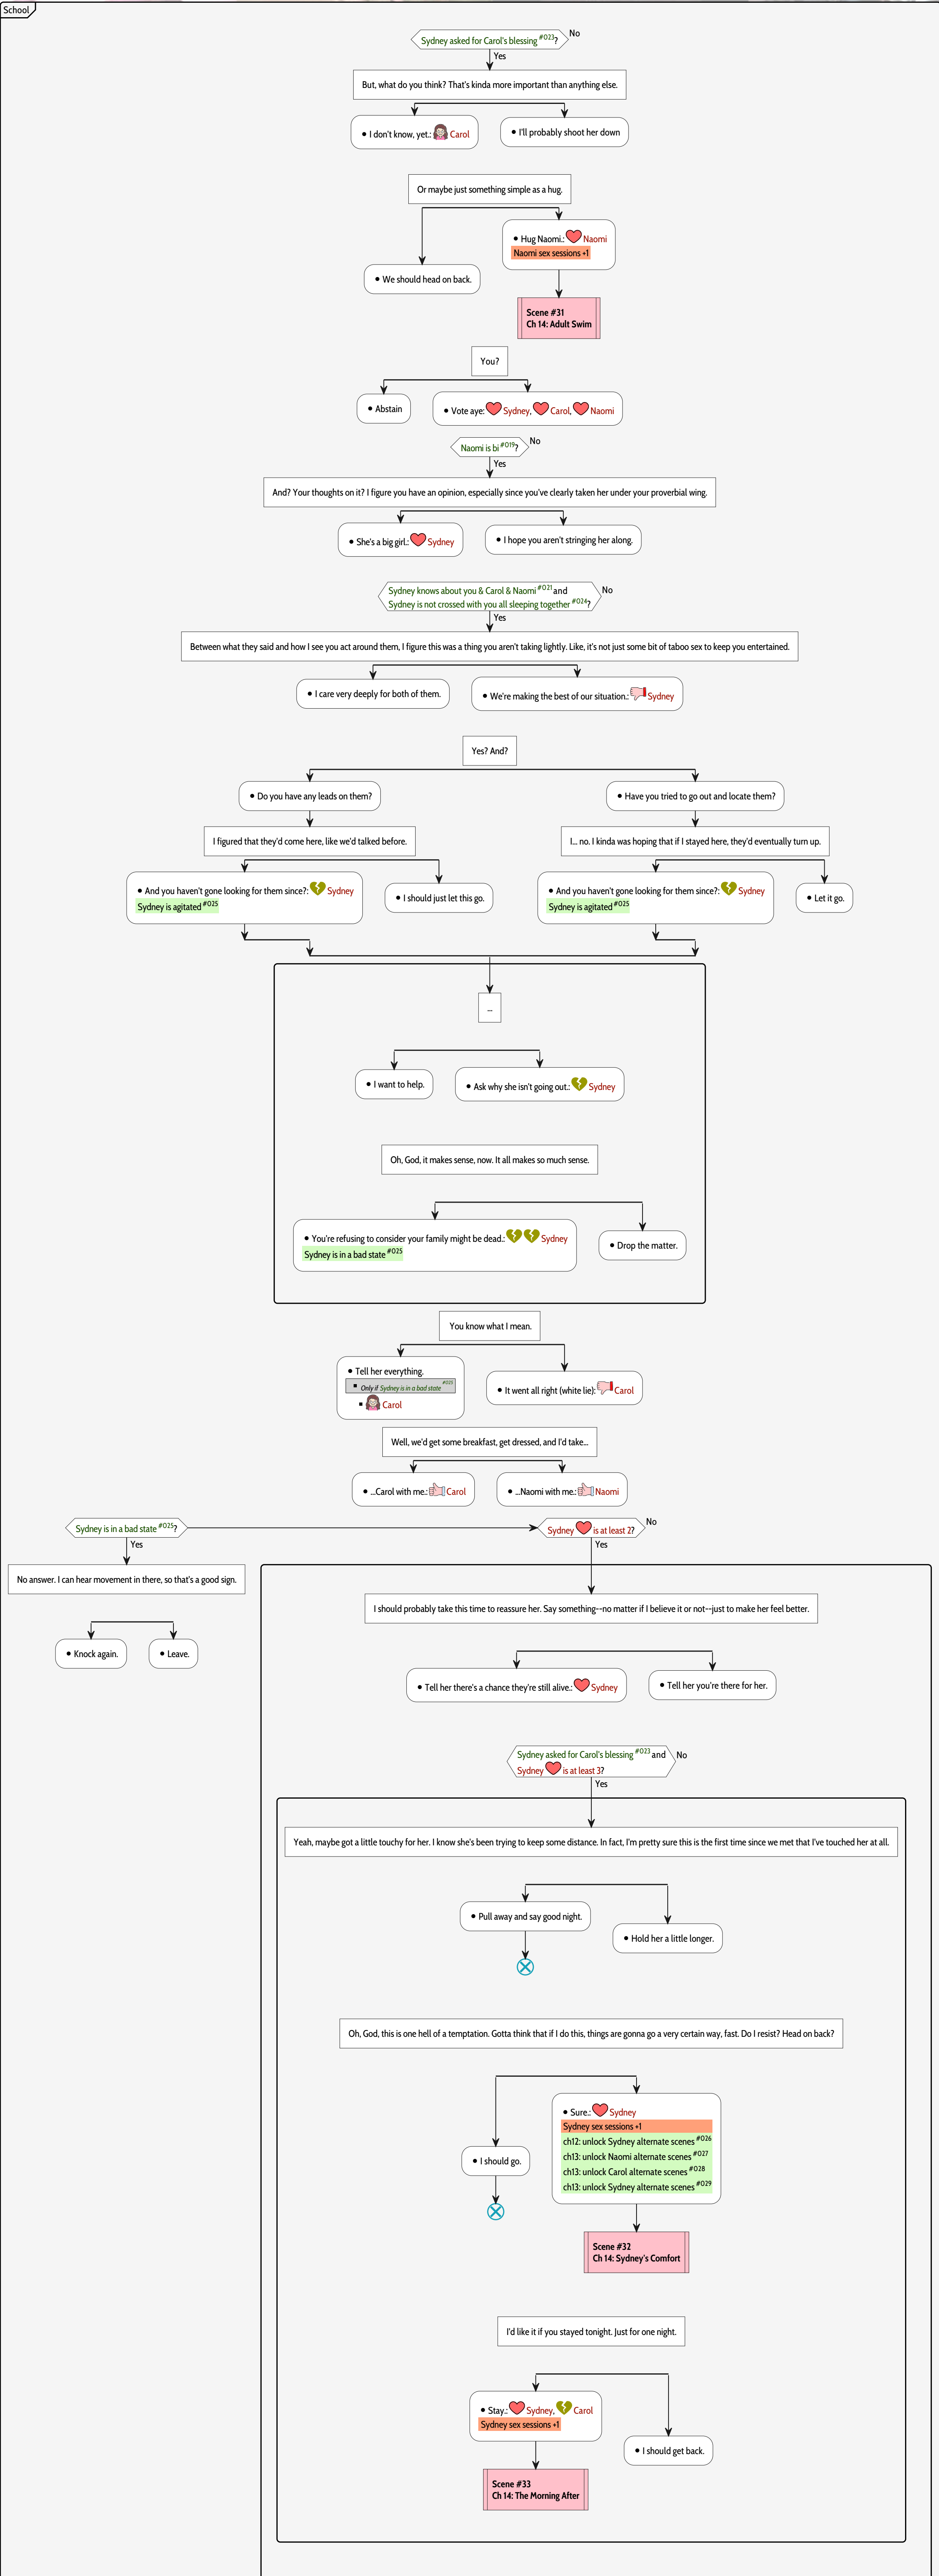 School
Sydney asked for Carol's blessing #023?
No
Yes
But, what do you think? That's kinda more important than anything else.
• I don't know, yet.: Carol
• I'll probably shoot her down
Or maybe just something simple as a hug.
• Hug Naomi.: Naomi
Naomi sex sessions +1
• We should head on back.
Scene #31
Ch 14: Adult Swim
You?
• Abstain
• Vote aye: Sydney, Carol, Naomi
Naomi is bi #019?
No
Yes
And? Your thoughts on it? I figure you have an opinion, especially since you've clearly taken her under your proverbial wing.
• She's a big girl.: Sydney
• I hope you aren't stringing her along.
Sydney knows about you & Carol & Naomi #021 and
Sydney is not crossed with you all sleeping together #024?
No
Yes
Between what they said and how I see you act around them, I figure this was a thing you aren't taking lightly. Like, it's not just some bit of taboo sex to keep you entertained.
• I care very deeply for both of them.
• We're making the best of our situation.: Sydney
Yes? And?
• Do you have any leads on them?
• Have you tried to go out and locate them?
I figured that they'd come here, like we'd talked before.
I... no. I kinda was hoping that if I stayed here, they'd eventually turn up.
• And you haven't gone looking for them since?: Sydney
Sydney is agitated #025
• I should just let this go.
• And you haven't gone looking for them since?: Sydney
Sydney is agitated #025
• Let it go.
...
• I want to help.
• Ask why she isn't going out.: Sydney
Oh, God, it makes sense, now. It all makes so much sense.
• You're refusing to consider your family might be dead.: Sydney
Sydney is in a bad state #025
• Drop the matter.
You know what I mean.
• Tell her everything.
▪ Only if Sydney is in a bad state #025
▪ Carol
• It went all right (white lie): Carol
Well, we'd get some breakfast, get dressed, and I'd take...
• ...Carol with me.: Carol
• ...Naomi with me.: Naomi
Sydney is in a bad state #025?
Sydney is at least 2?
No
Yes
Yes
No answer. I can hear movement in there, so that's a good sign.
I should probably take this time to reassure her. Say something--no matter if I believe it or not--just to make her feel better.
• Knock again.
• Leave.
• Tell her there's a chance they're still alive.: Sydney
• Tell her you're there for her.
Sydney asked for Carol's blessing #023 and
Sydney is at least 3?
No
Yes
Yeah, maybe got a little touchy for her. I know she's been trying to keep some distance. In fact, I'm pretty sure this is the first time since we met that I've touched her at all.
• Pull away and say good night.
• Hold her a little longer.
Oh, God, this is one hell of a temptation. Gotta think that if I do this, things are gonna go a very certain way, fast. Do I resist? Head on back?
• Sure.: Sydney
Sydney sex sessions +1
ch12: unlock Sydney alternate scenes #026
ch13: unlock Naomi alternate scenes #027
ch13: unlock Carol alternate scenes #028
ch13: unlock Sydney alternate scenes #029
• I should go.
Scene #32
Ch 14: Sydney's Comfort
I'd like it if you stayed tonight. Just for one night.
• Stay.: Sydney, Carol
Sydney sex sessions +1
• I should get back.
Scene #33
Ch 14: The Morning After